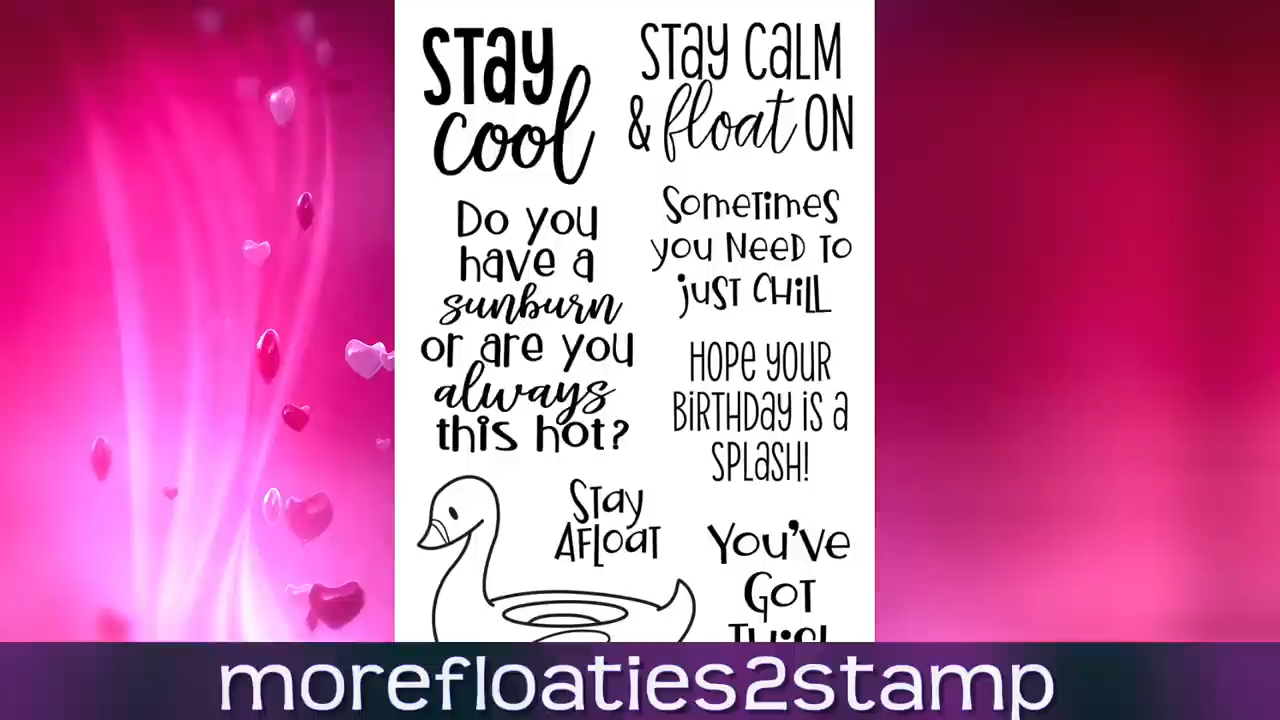 STay
cool
STAY CALM
& float ON
Do you
have a
sunburn
or are you
always
this hot?
Sometimes
you Need to
just CHiLL
HOPE YOUR
BiRTHDAY iS A
SPLASH!
Stay
Afloat
You've
Got
This!
morefloaties2stamp